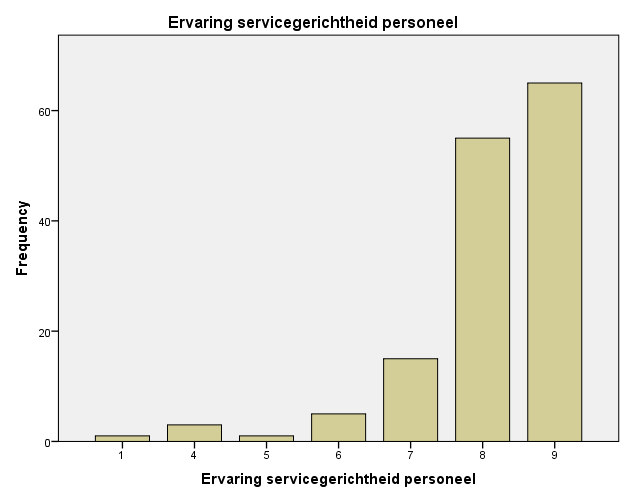 Ervaring servicegerichtheid personeel
Frequency
60
40
20
0
1 4 5 6 7 8 9
Ervaring servicegerichtheid personeel